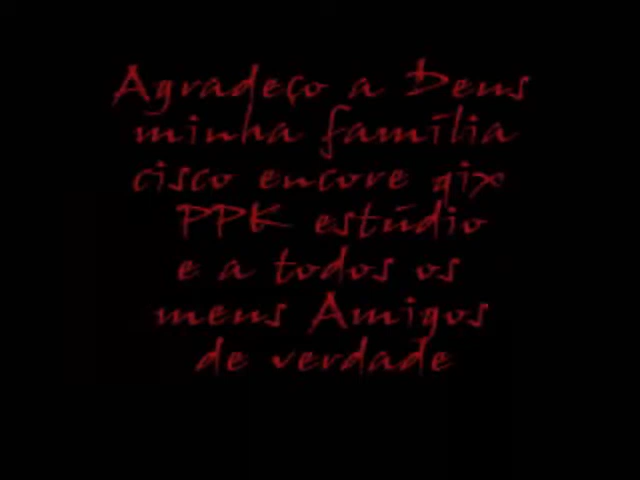 Agradeço a Deus
minha família
cisco encore qix
PPK estúdio
e a todos os
meus Amigos
de verdade